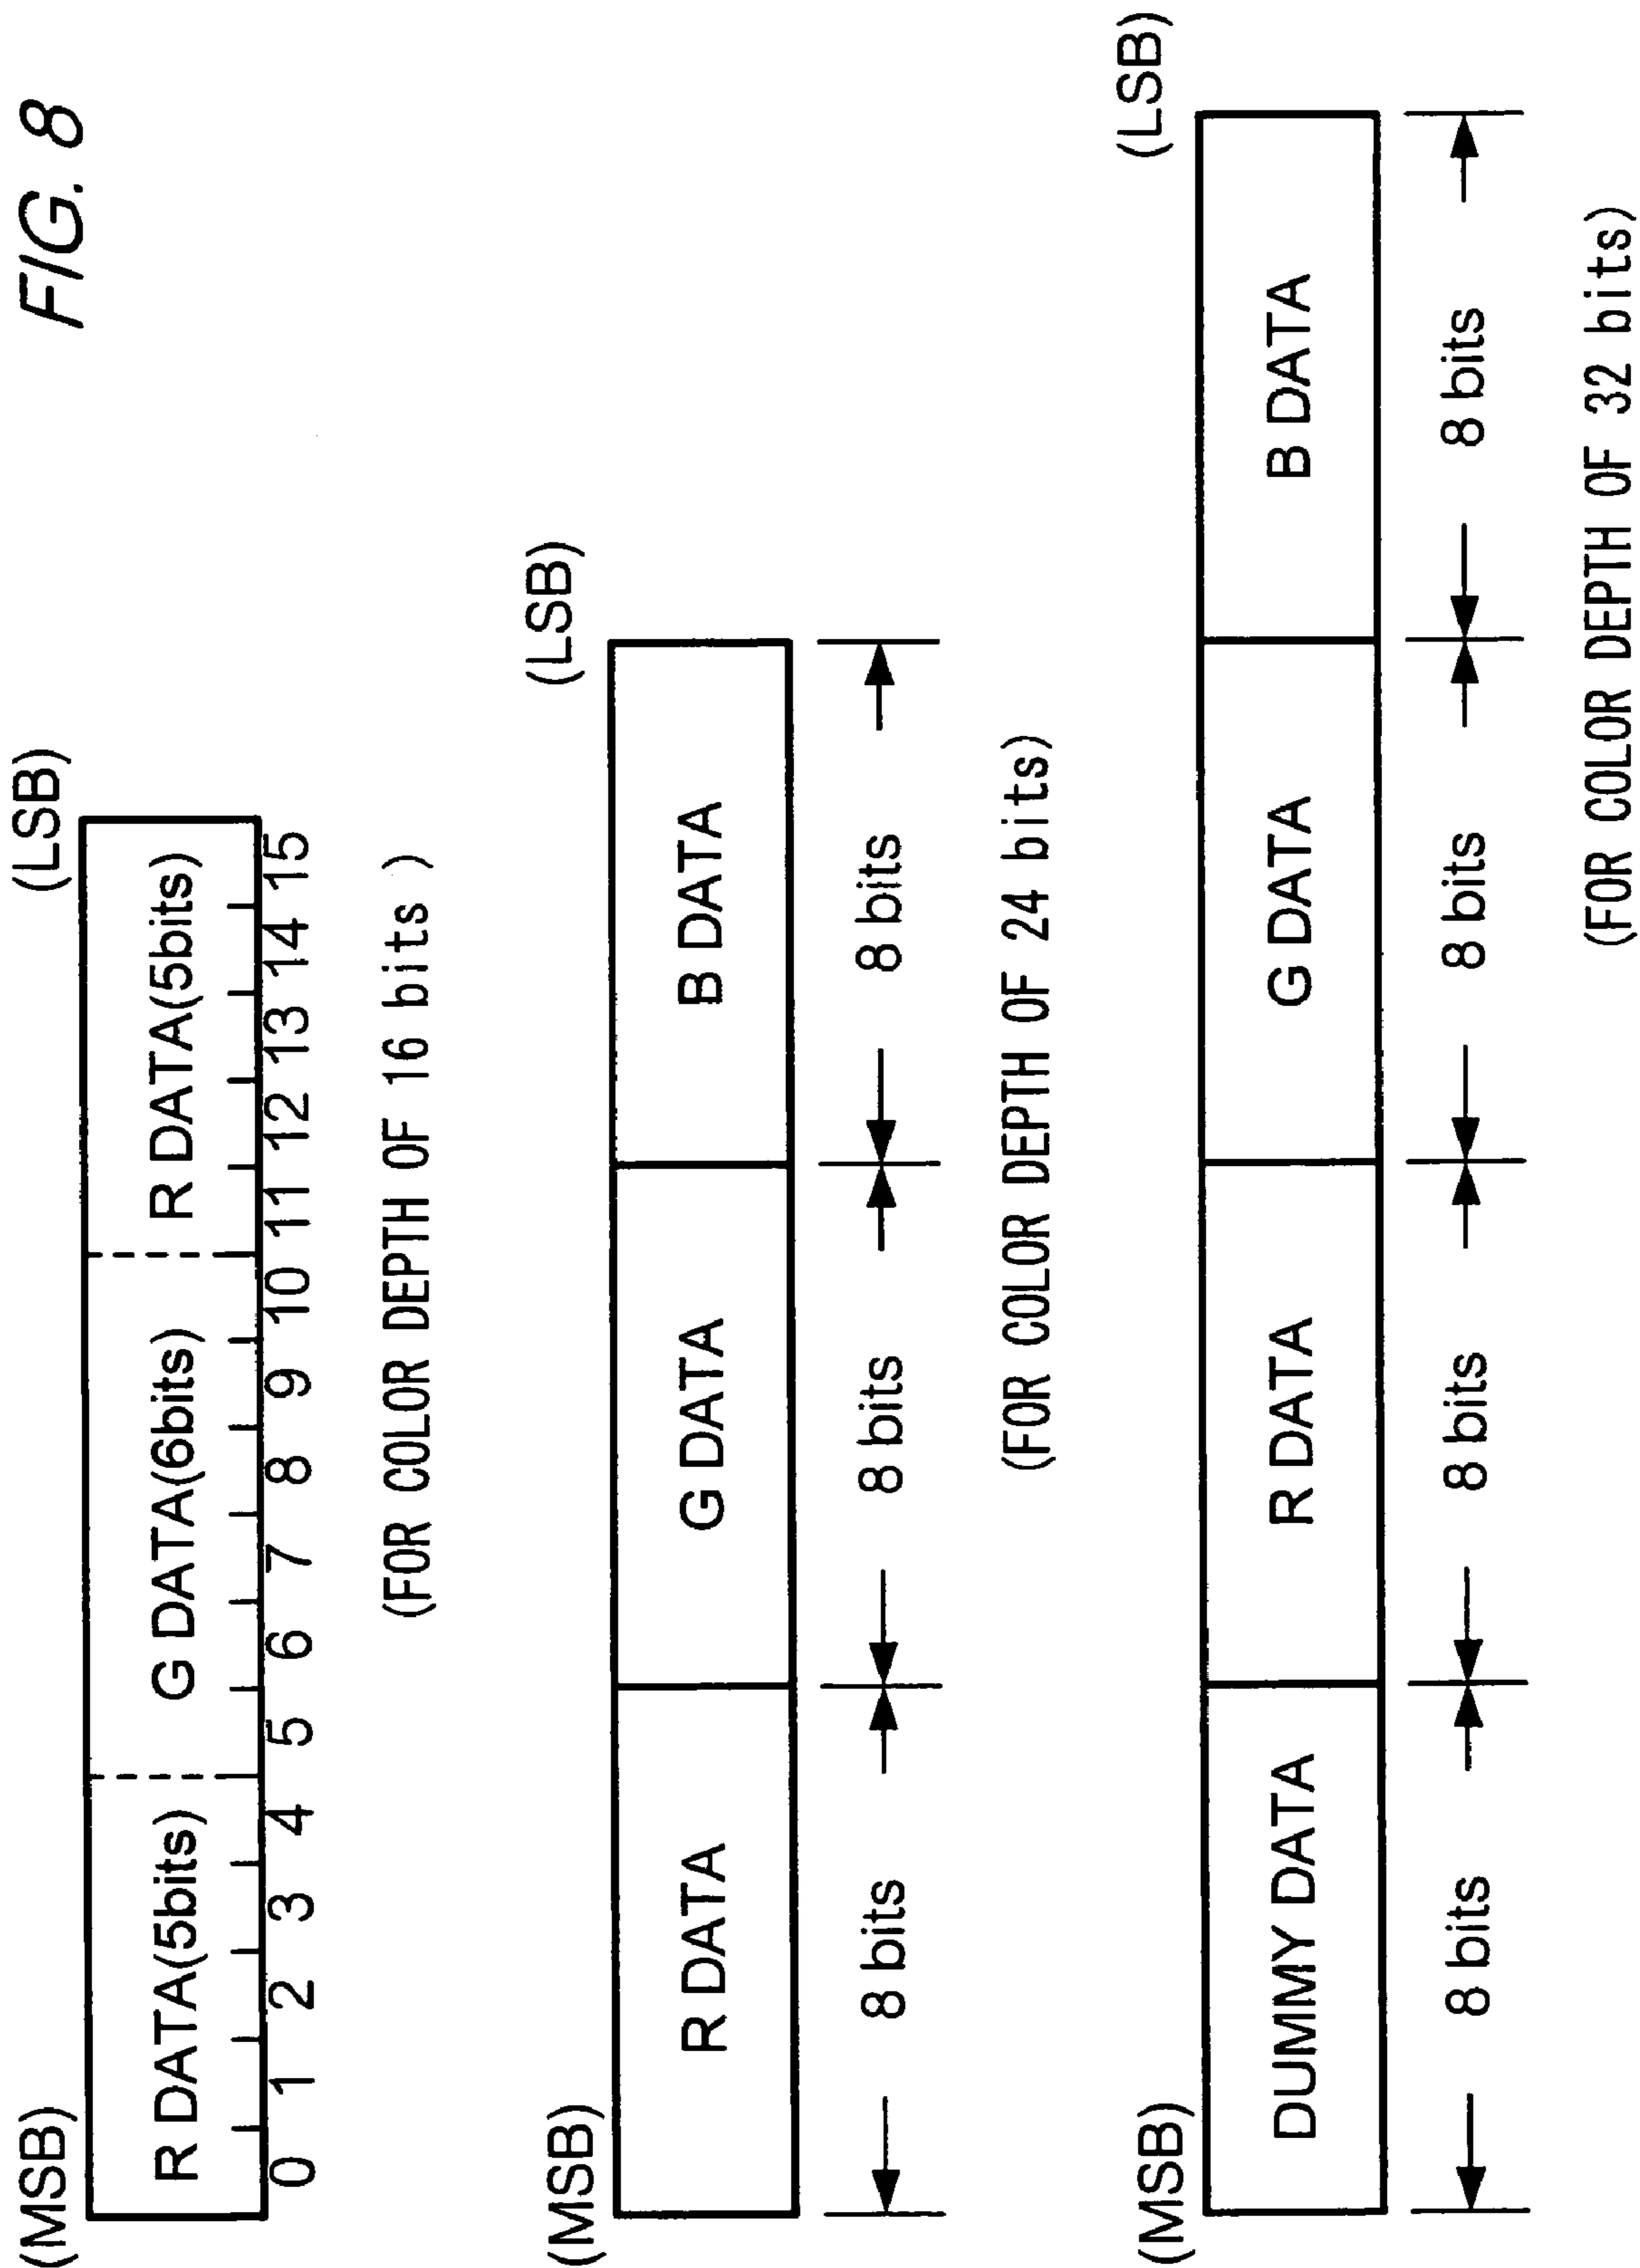 FIG. 8
(MSB) (LSB)
R DATA(5bits) G DATA(6bits) R DATA(5bits)
0 1 2 3 4 5 6 7 8 9 10 11 12 13 14 15
(FOR COLOR DEPTH OF 16 bits )
(MSB) (LSB)
R DATA G DATA B DATA
8 bits 8 bits 8 bits
(FOR COLOR DEPTH OF 24 bits)
(MSB) (LSB)
DUMMY DATA R DATA G DATA B DATA
8 bits 8 bits 8 bits 8 bits
(FOR COLOR DEPTH OF 32 bits)